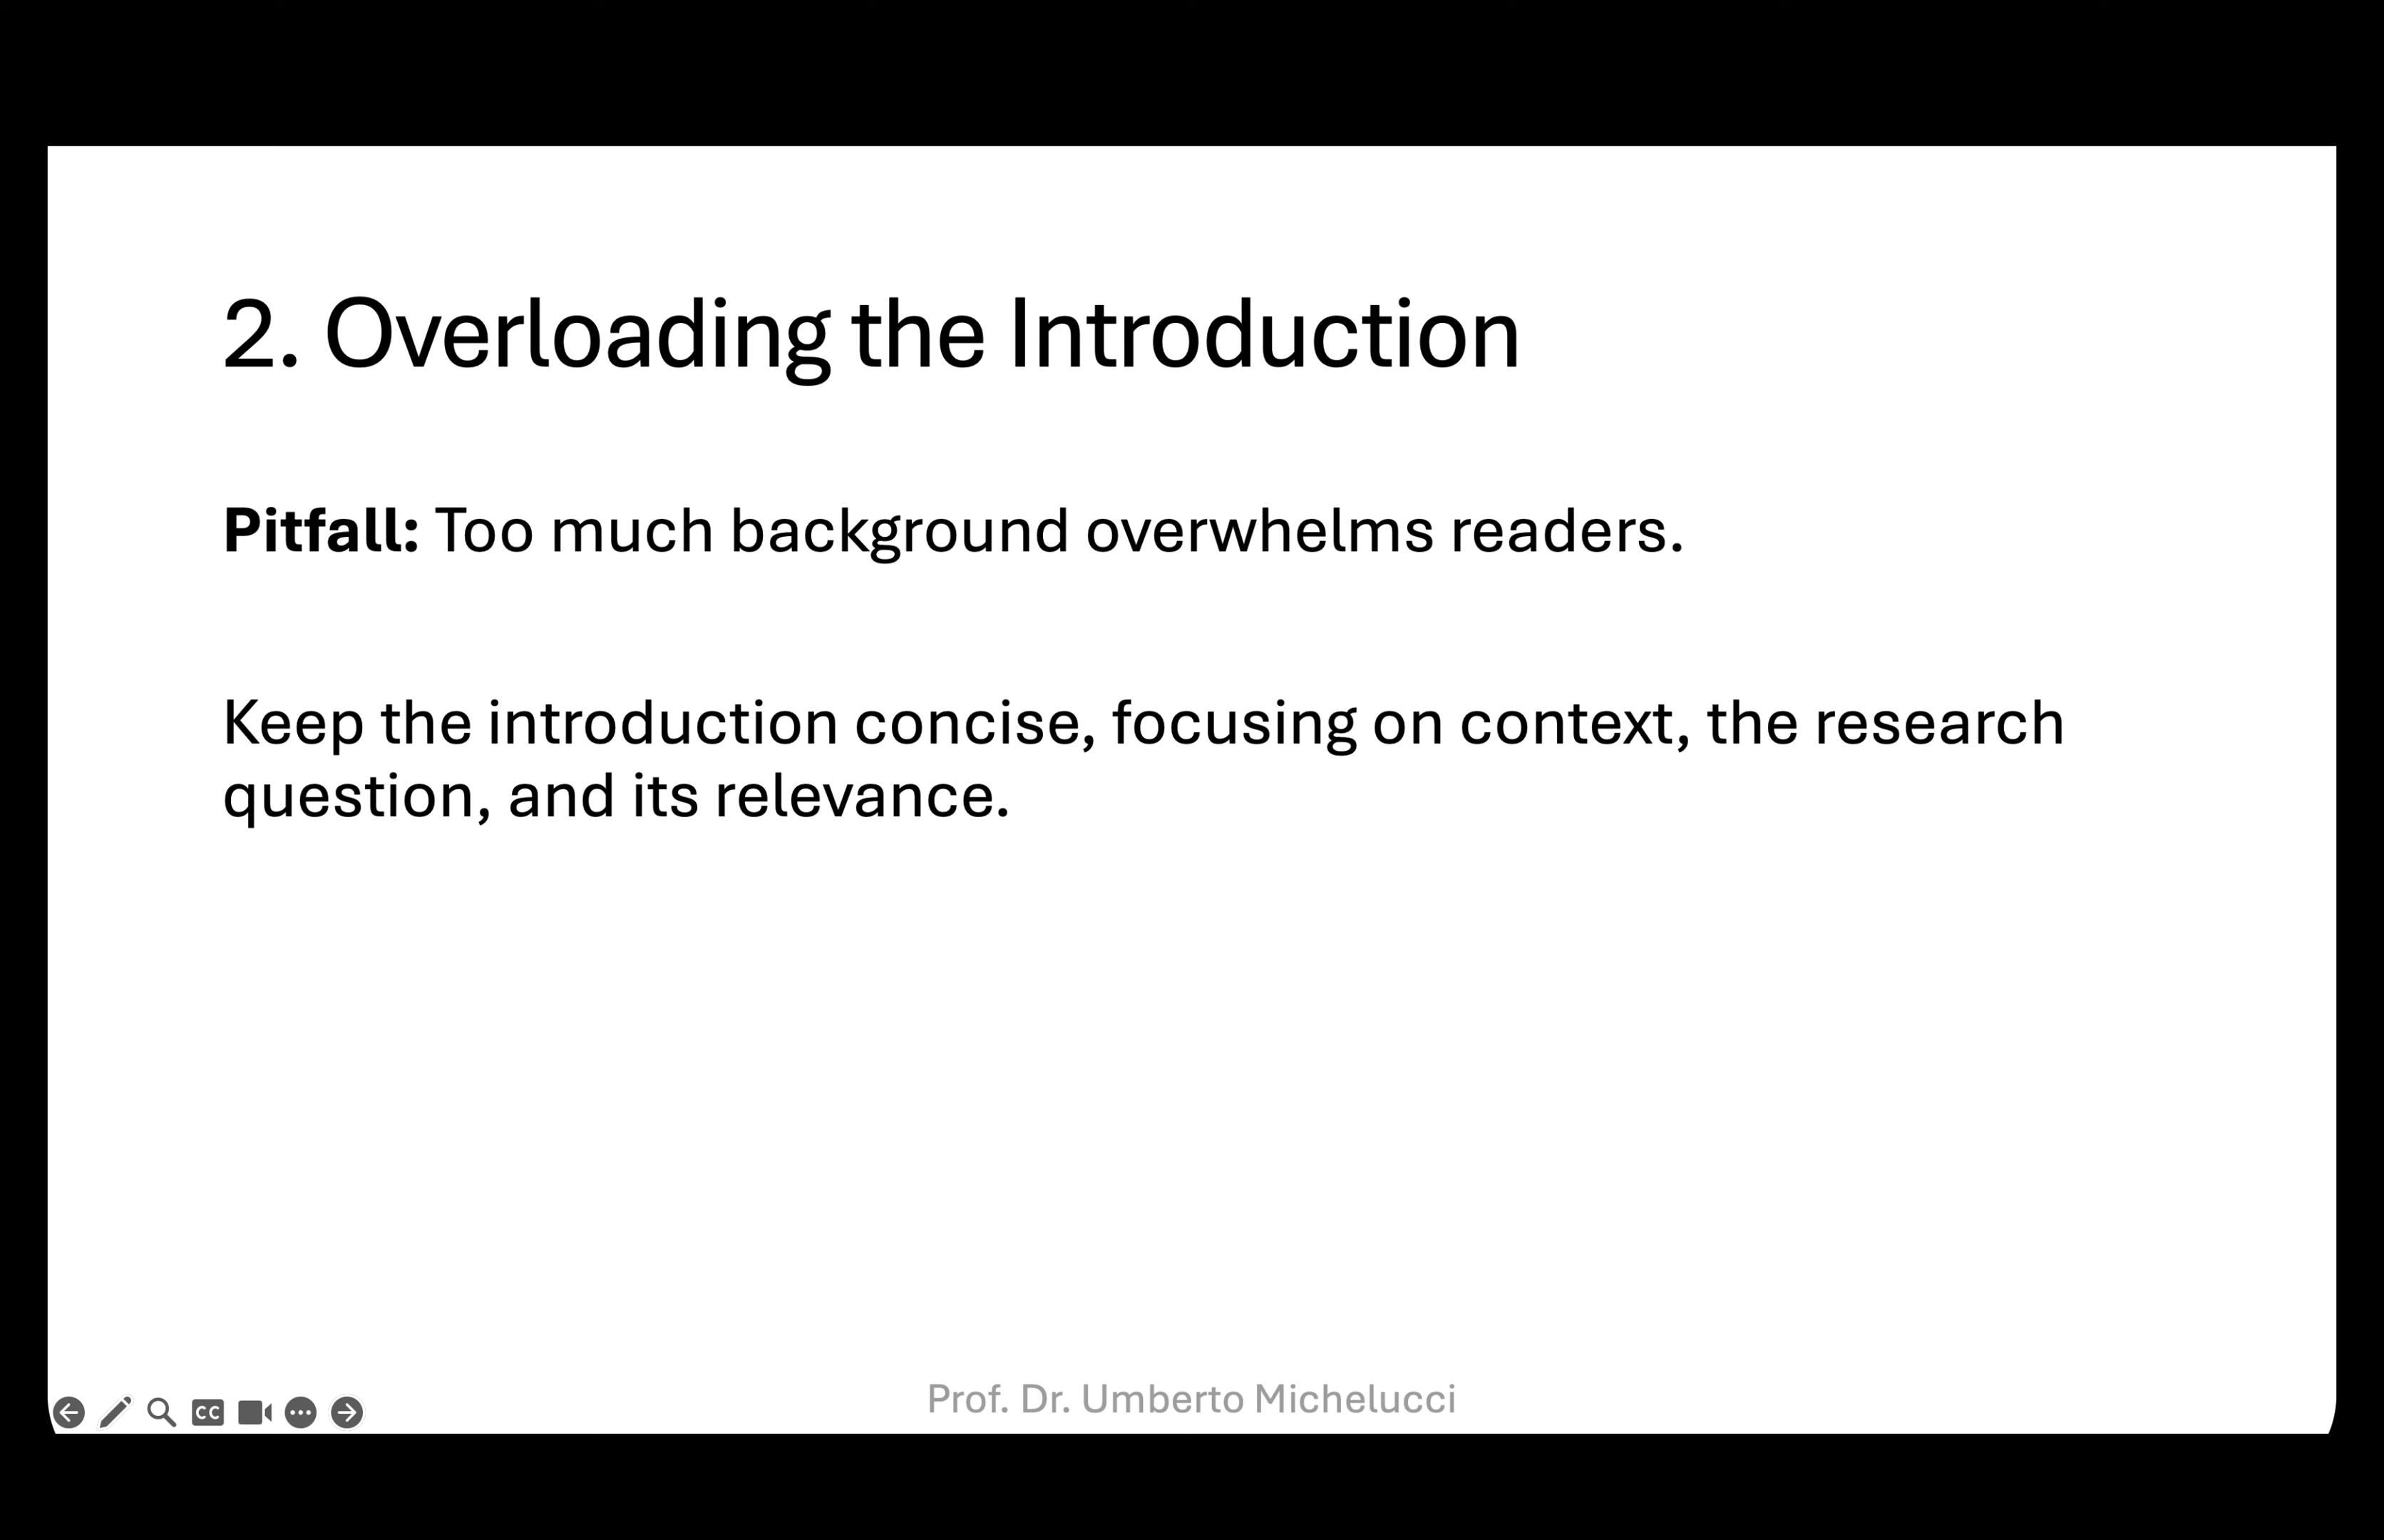 2. Overloading the Introduction
Pitfall: Too much background overwhelms readers.
Keep the introduction concise, focusing on context, the research
question, and its relevance.
Prof. Dr. Umberto Michelucci
CC